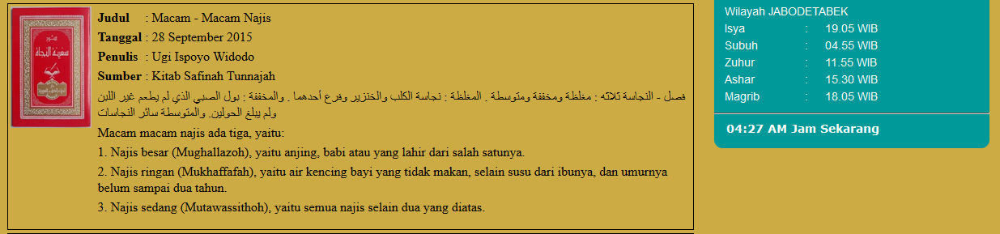 سفينة النجاة
Judul : Macam - Macam Najis
Tanggal : 28 September 2015
Penulis : Ugi Ispoyo Widodo
Sumber : Kitab Safinah Tunnajah
فصل - النجاسة ثلاثه : مغلظة ومخففة ومتوسطة . المغلظة : نجاسة الكلب والخنزير وفرع أحدهما . والمخففة : بول الصبي الذي لم يطعم غير اللبن
ولم يبلغ الحولين. والمتوسطة سائر النجاسات
Macam macam najis ada tiga, yaitu:
1. Najis besar (Mughallazoh), yaitu anjing, babi atau yang lahir dari salah satunya.
2. Najis ringan (Mukhaffafah), yaitu air kencing bayi yang tidak makan, selain susu dari ibunya, dan umurnya
belum sampai dua tahun.
3. Najis sedang (Mutawassithoh), yaitu semua najis selain dua yang diatas.
Wilayah JABODETABEK
Isya : 19.05 WIB
Subuh : 04.55 WIB
Zuhur : 11.55 WIB
Ashar : 15.30 WIB
Magrib : 18.05 WIB
04:27 AM Jam Sekarang